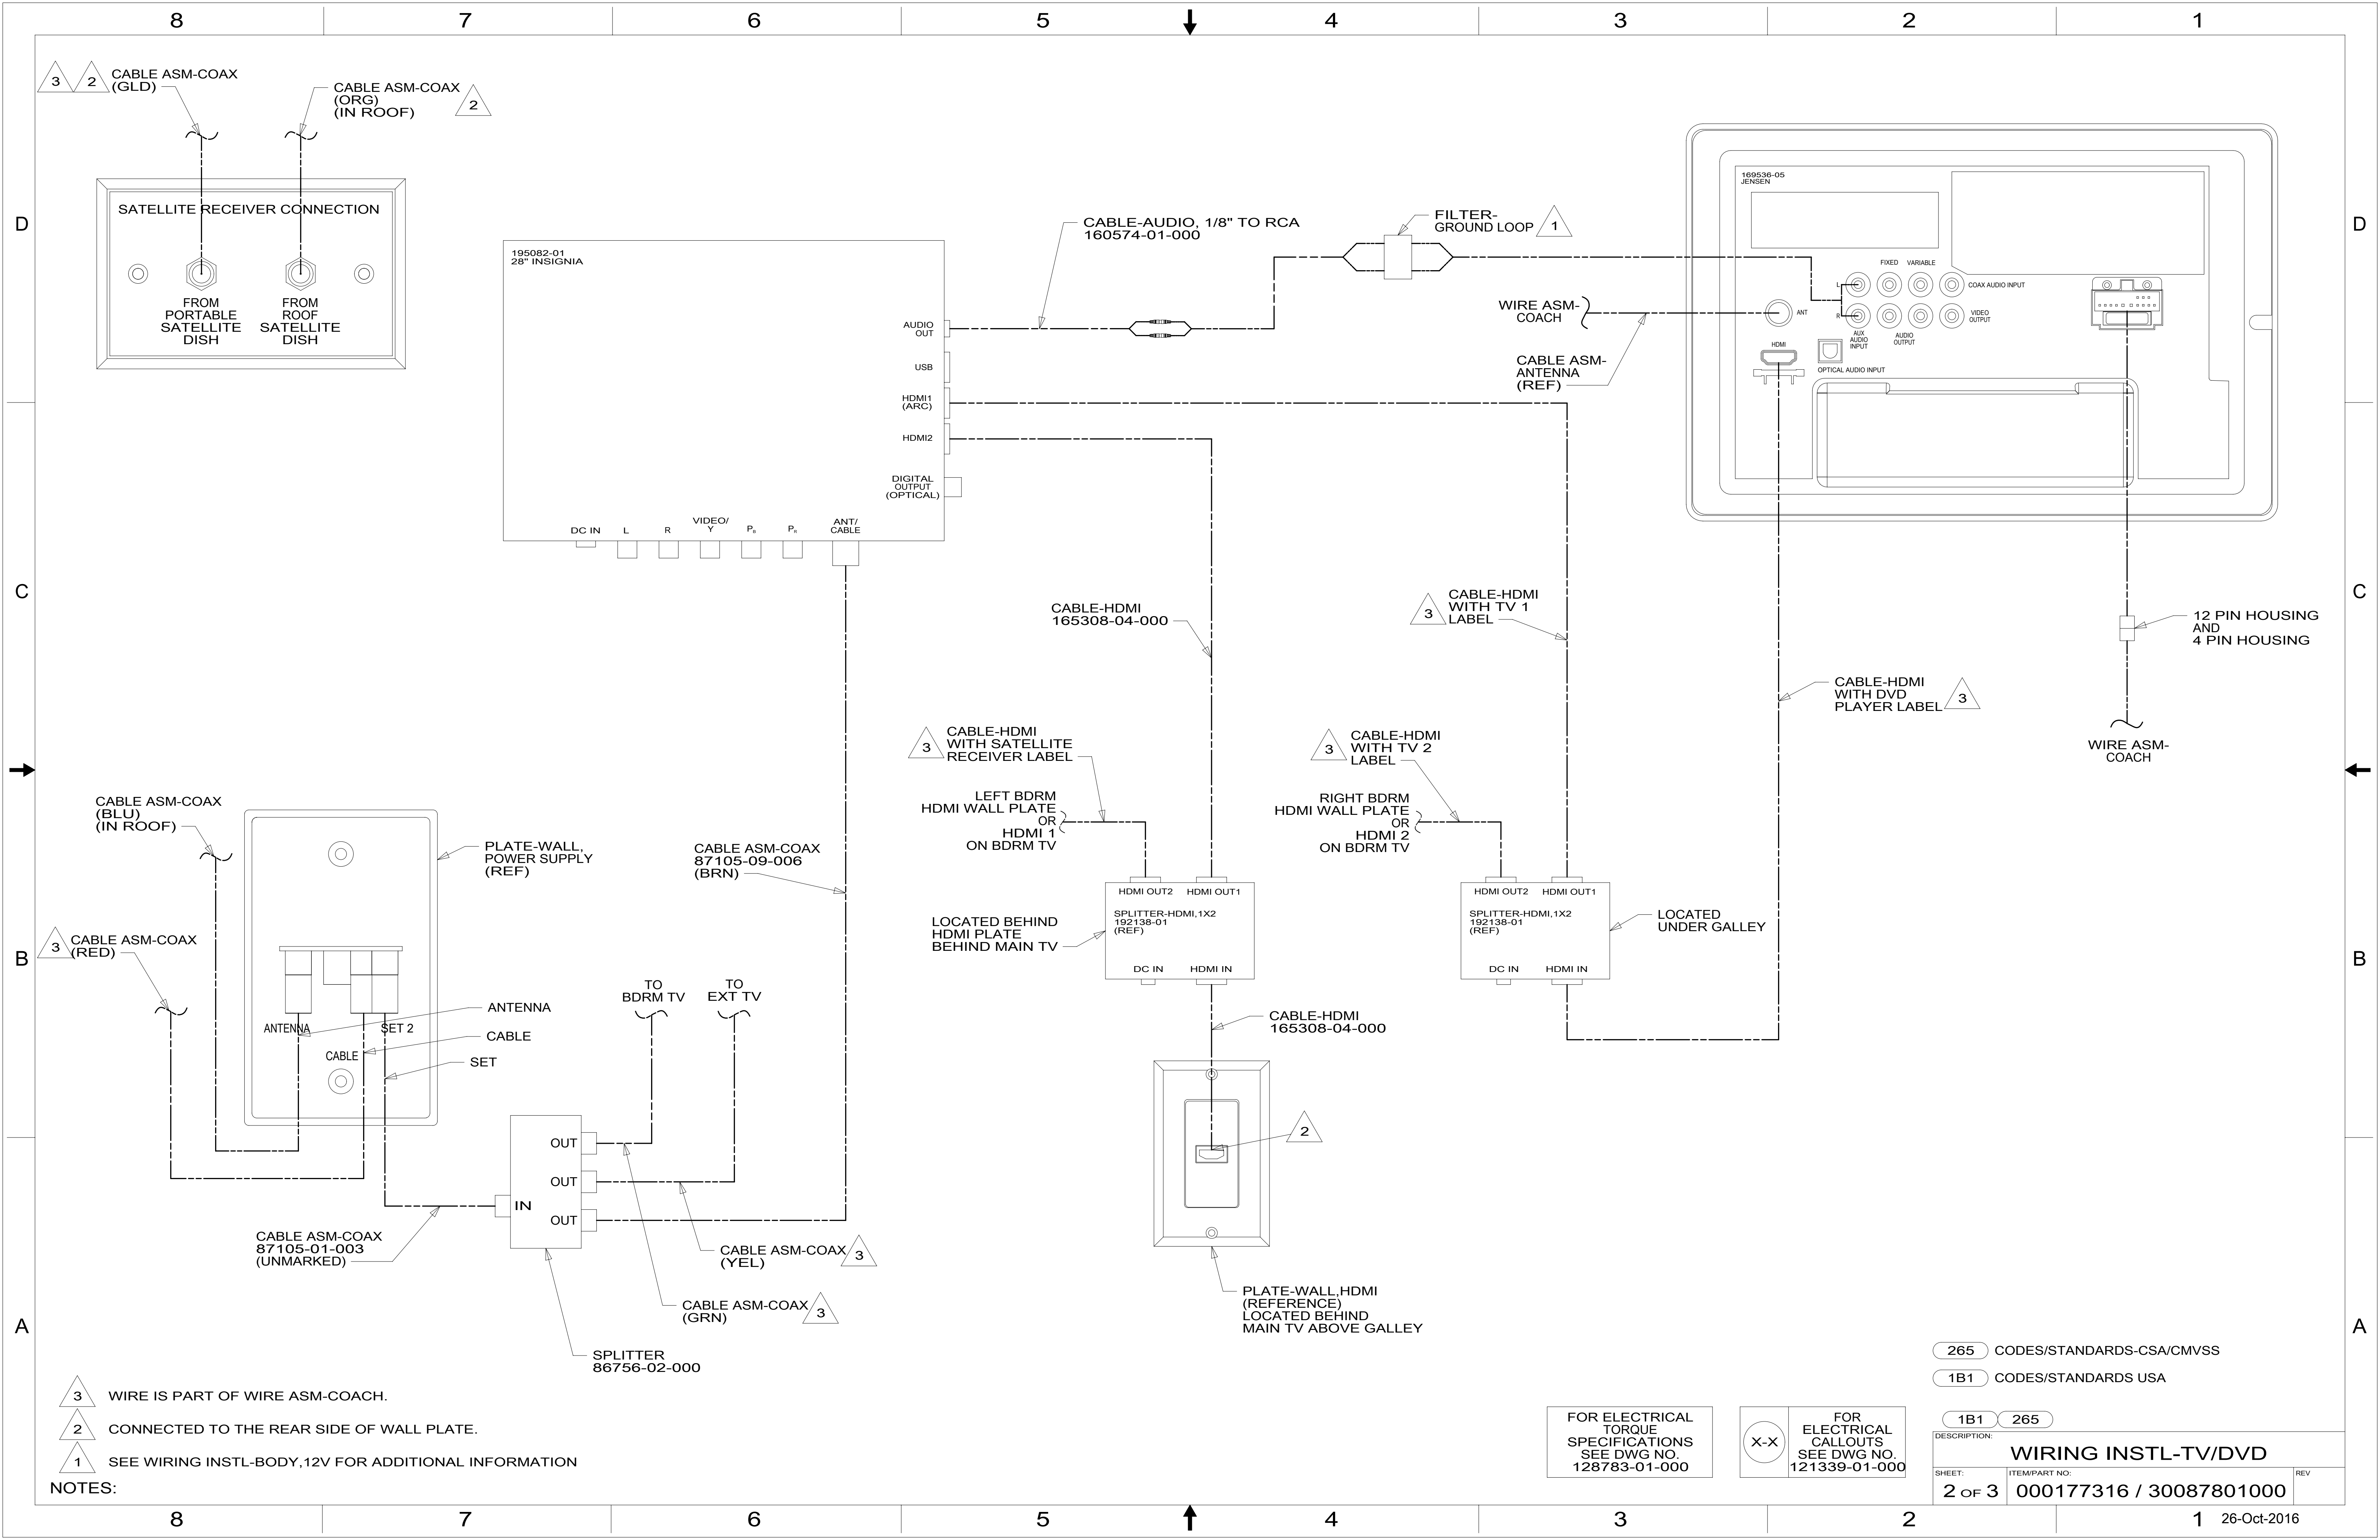 8 7 6 5 4 3 2 1
3 2 CABLE ASM-COAX
(GLD)
CABLE ASM-COAX
(ORG)
(IN ROOF)
2
SATELLITE RECEIVER CONNECTION
FROM
PORTABLE
SATELLITE
DISH
FROM
ROOF
SATELLITE
DISH
D
195082-01
28" INSIGNIA
AUDIO
OUT
USB
HDMI1
(ARC)
HDMI2
DIGITAL
OUTPUT
(OPTICAL)
DC IN L R
VIDEO/
Y
PB
PR
ANT/
CABLE
CABLE-AUDIO, 1/8" TO RCA
160574-01-000
FILTER-
GROUND LOOP
1
WIRE ASM-
COACH
CABLE ASM-
ANTENNA
(REF)
169536-05
JENSEN
FIXED VARIABLE
L
COAX AUDIO INPUT
ANT
R
VIDEO
OUTPUT
AUX
AUDIO
INPUT
AUDIO
OUTPUT
HDMI
OPTICAL AUDIO INPUT
D
C
CABLE-HDMI
165308-04-000
3
CABLE-HDMI
WITH TV 1
LABEL
12 PIN HOUSING
AND
4 PIN HOUSING
CABLE-HDMI
WITH DVD
PLAYER LABEL
3
WIRE ASM-
COACH
C
3
CABLE-HDMI
WITH SATELLITE
RECEIVER LABEL
LEFT BDRM
HDMI WALL PLATE
OR
HDMI 1
ON BDRM TV
3
CABLE-HDMI
WITH TV 2
LABEL
RIGHT BDRM
HDMI WALL PLATE
OR
HDMI 2
ON BDRM TV
CABLE ASM-COAX
(BLU)
(IN ROOF)
PLATE-WALL,
POWER SUPPLY
(REF)
CABLE ASM-COAX
87105-09-006
(BRN)
3 CABLE ASM-COAX
(RED)
B
ANTENNA
SET 2
CABLE
ANTENNA
CABLE
SET
TO
BDRM TV
TO
EXT TV
LOCATED BEHIND
HDMI PLATE
BEHIND MAIN TV
HDMI OUT2 HDMI OUT1
SPLITTER-HDMI,1X2
192138-01
(REF)
DC IN HDMI IN
HDMI OUT2 HDMI OUT1
SPLITTER-HDMI,1X2
192138-01
(REF)
DC IN HDMI IN
LOCATED
UNDER GALLEY
B
CABLE-HDMI
165308-04-000
2
OUT
OUT
IN
OUT
CABLE ASM-COAX
87105-01-003
(UNMARKED)
CABLE ASM-COAX
(YEL)
3
CABLE ASM-COAX
(GRN)
3
SPLITTER
86756-02-000
PLATE-WALL,HDMI
(REFERENCE)
LOCATED BEHIND
MAIN TV ABOVE GALLEY
A
A
3 WIRE IS PART OF WIRE ASM-COACH.
2 CONNECTED TO THE REAR SIDE OF WALL PLATE.
1 SEE WIRING INSTL-BODY,12V FOR ADDITIONAL INFORMATION
NOTES:
265 CODES/STANDARDS-CSA/CMVSS
1B1 CODES/STANDARDS USA
FOR ELECTRICAL
TORQUE
SPECIFICATIONS
SEE DWG NO.
128783-01-000
X-X
FOR
ELECTRICAL
CALLOUTS
SEE DWG NO.
121339-01-000
1B1 265
DESCRIPTION:
WIRING INSTL-TV/DVD
SHEET:
2 OF 3
ITEM/PART NO:
000177316 / 30087801000
REV
8 7 6 5 4 3 2 1
26-Oct-2016